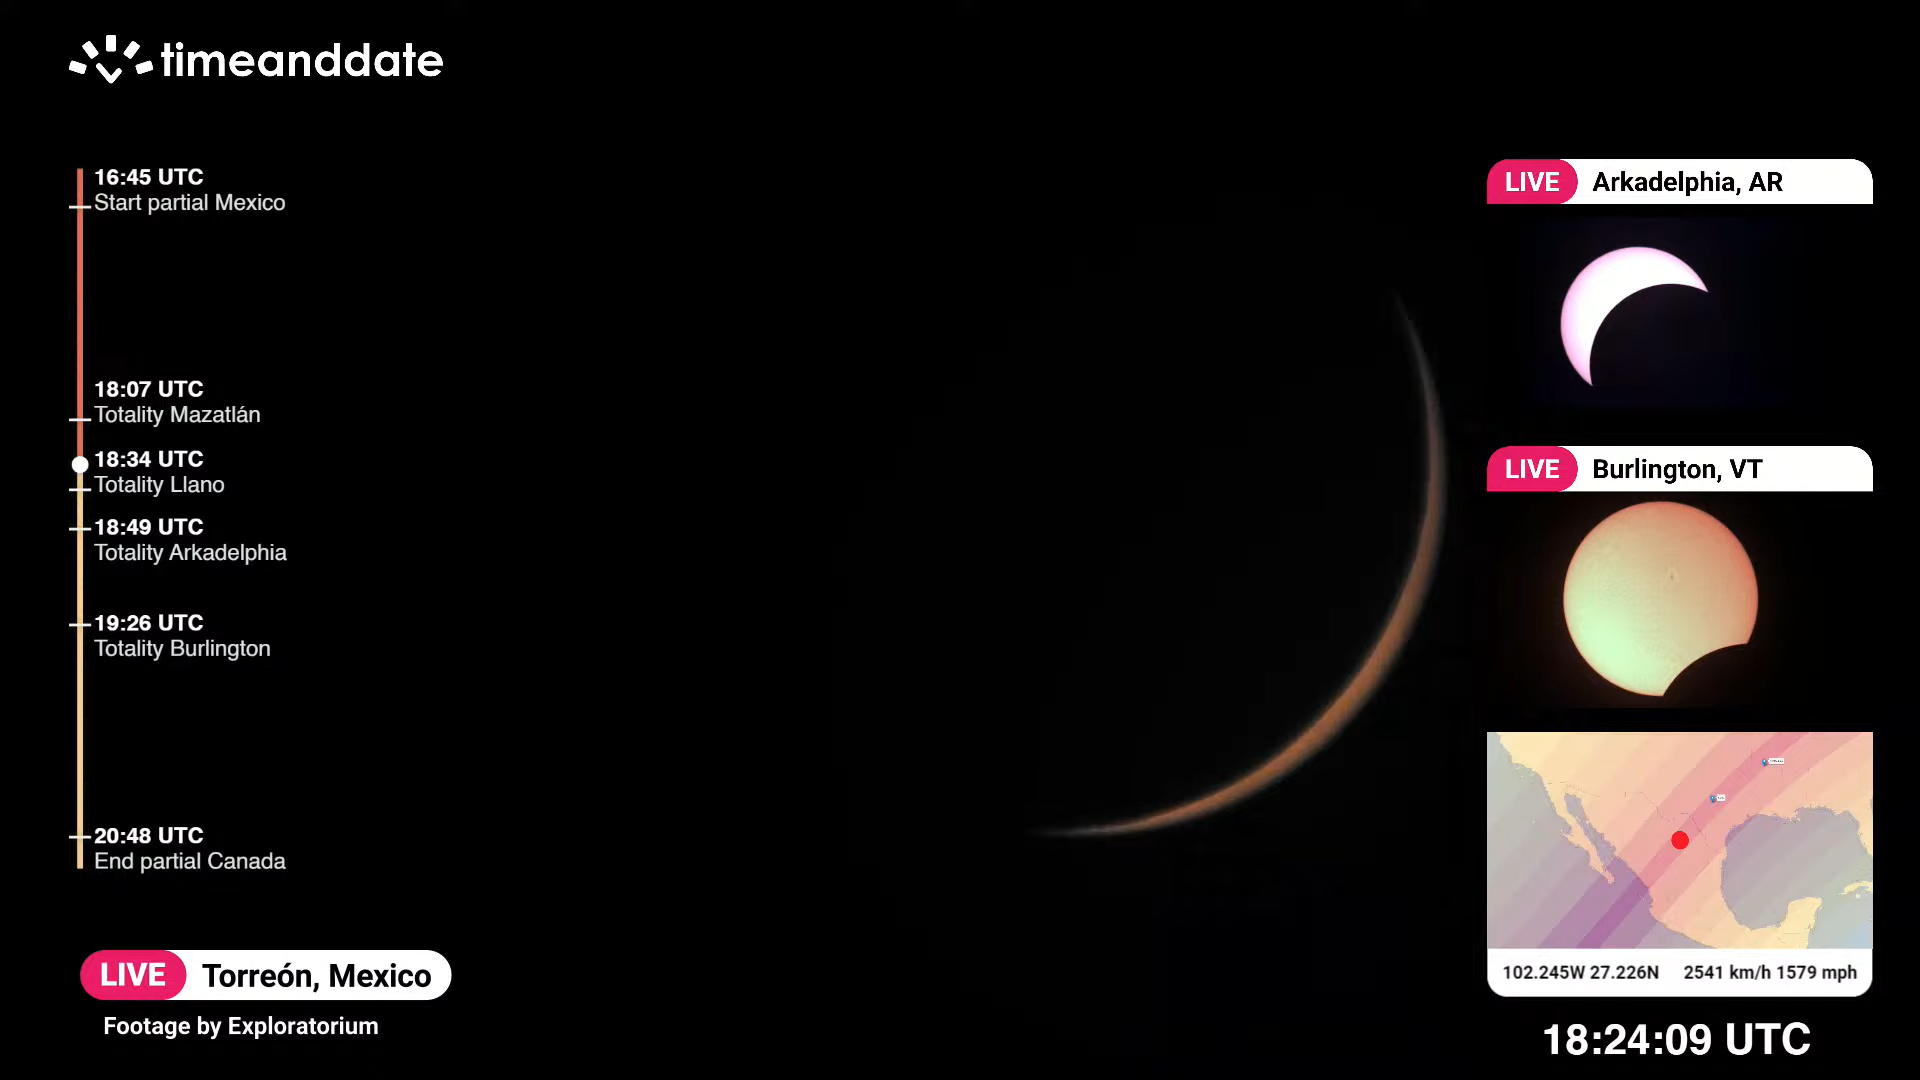 timeanddate
16:45 UTC
Start partial Mexico
18:07 UTC
Totality Mazatlán
18:34 UTC
Totality Llano
18:49 UTC
Totality Arkadelphia
19:26 UTC
Totality Burlington
20:48 UTC
End partial Canada
LIVE Torreón, Mexico
Footage by Exploratorium
LIVE Arkadelphia, AR
LIVE Burlington, VT
102.245W 27.226N 2541 km/h 1579 mph
18:24:09 UTC